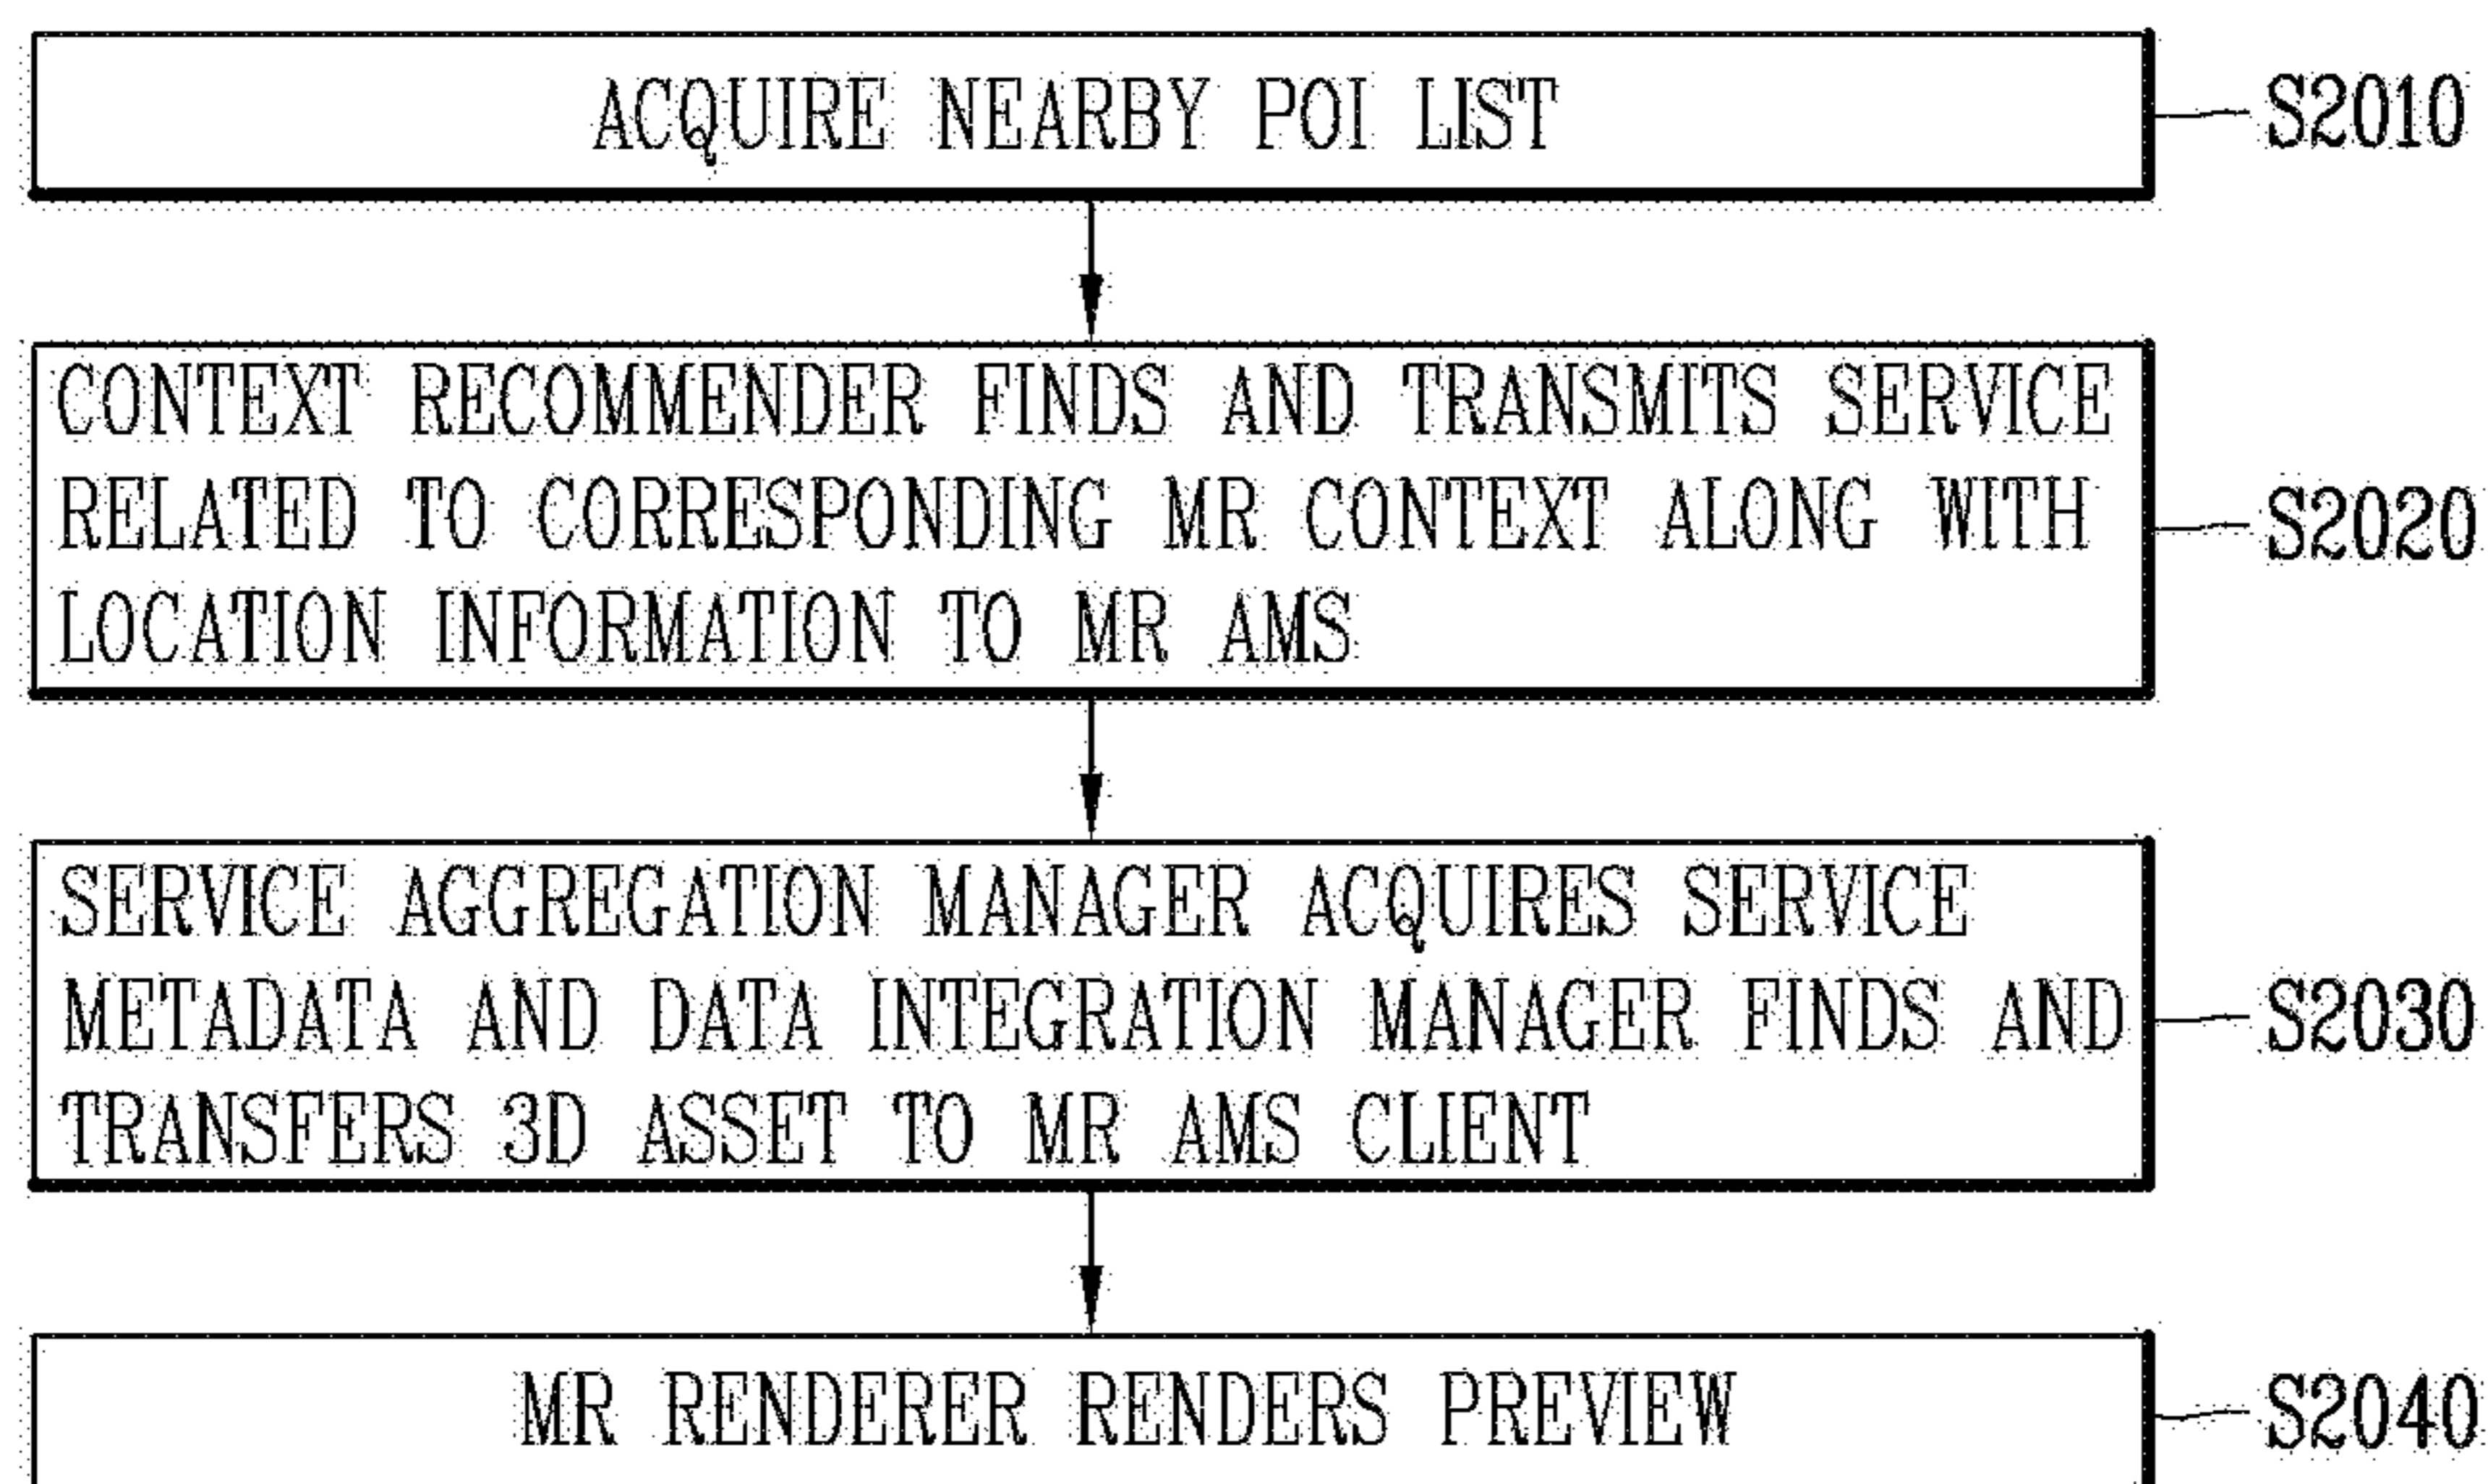 ACQUIRE NEARBY POI LIST
S2010
CONTEXT RECOMMENDER FINDS AND TRANSMITS SERVICE
RELATED TO CORRESPONDING MR CONTEXT ALONG WITH
LOCATION INFORMATION TO MR AMS
S2020
SERVICE AGGREGATION MANAGER ACQUIRES SERVICE
METADATA AND DATA INTEGRATION MANAGER FINDS AND
TRANSFERS 3D ASSET TO MR AMS CLIENT
S2030
MR RENDERER RENDERS PREVIEW
S2040